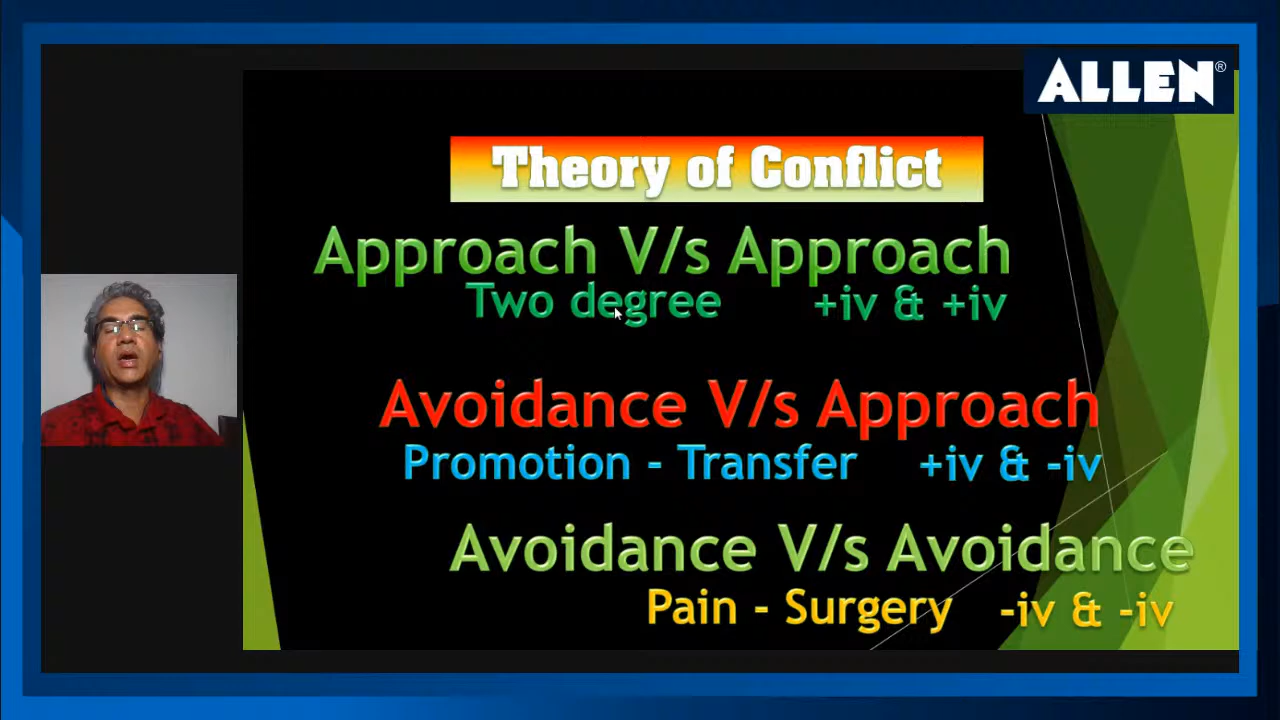 ALLEN®
Theory of Conflict
Approach V/s Approach
Two degree +iv & +iv
Avoidance V/s Approach
Promotion - Transfer +iv & -iv
Avoidance V/s Avoidance
Pain - Surgery -iv & -iv